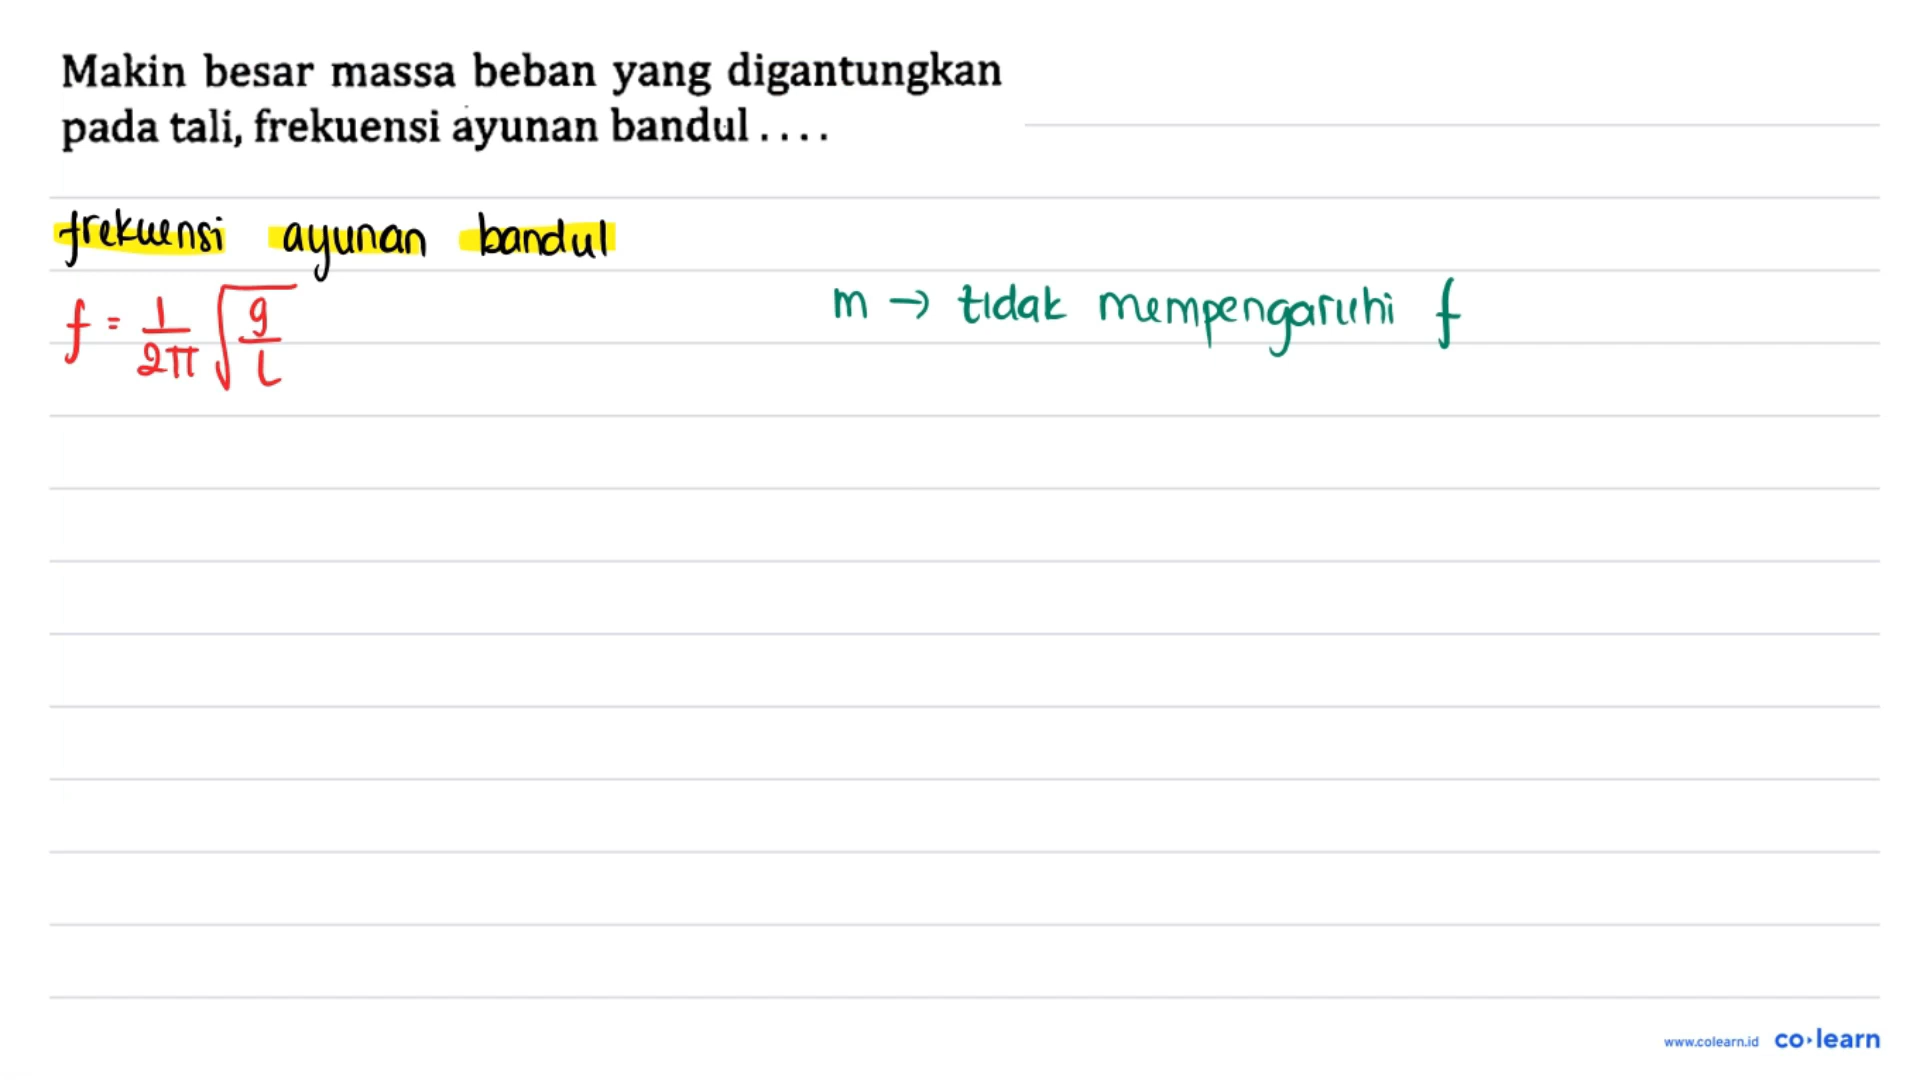 Makin besar massa beban yang digantungkan
pada tali, frekuensi ayunan bandul . . . .
frekuensi ayunan bandul
f = 1/2π √g/L
m → tidak mempengaruhi f
www.colearn.id co learn